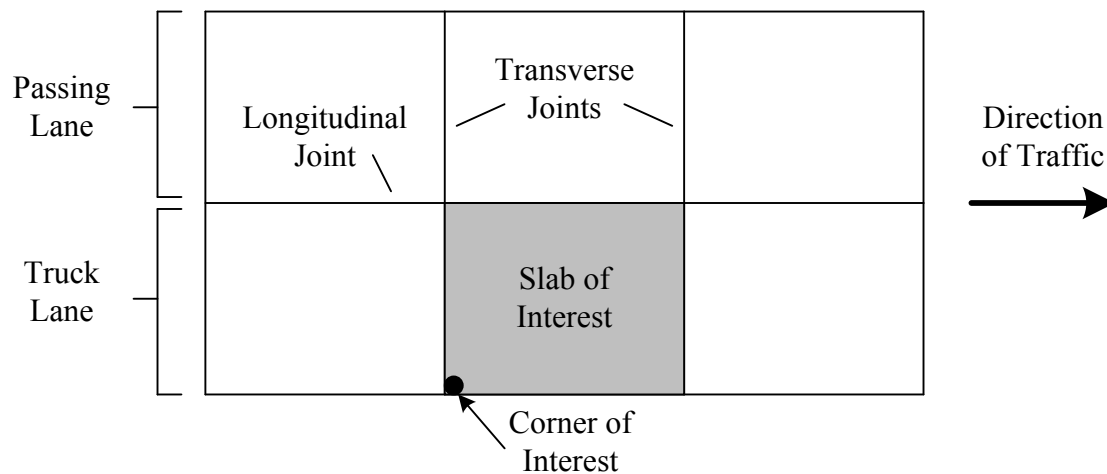 Passing
Lane
Longitudinal
Joint
Transverse
Joints
Direction
of Traffic
Truck
Lane
Slab of
Interest
Corner of
Interest